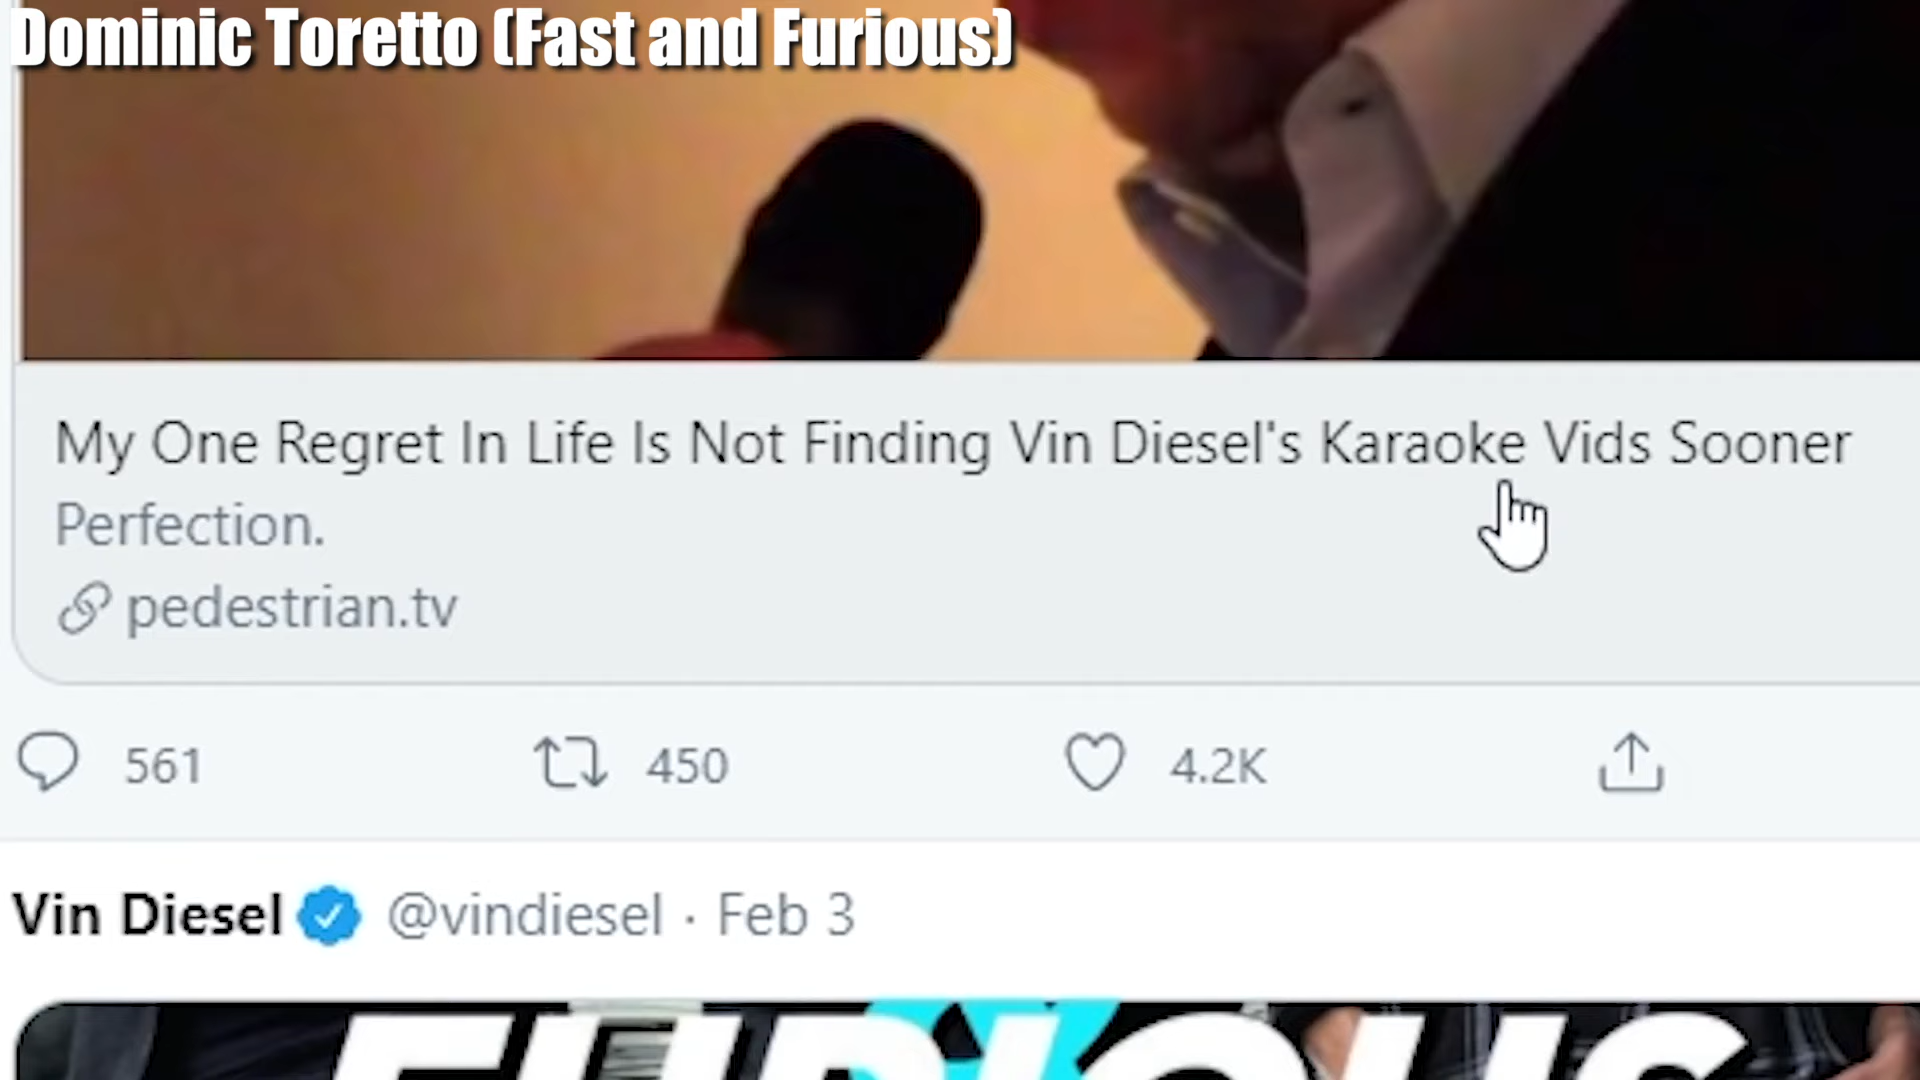 Dominic Toretto (Fast and Furious)
My One Regret In Life Is Not Finding Vin Diesel's Karaoke Vids Sooner
Perfection.
pedestrian.tv
561 450 4.2K
Vin Diesel @vindiesel · Feb 3
FURIOUS